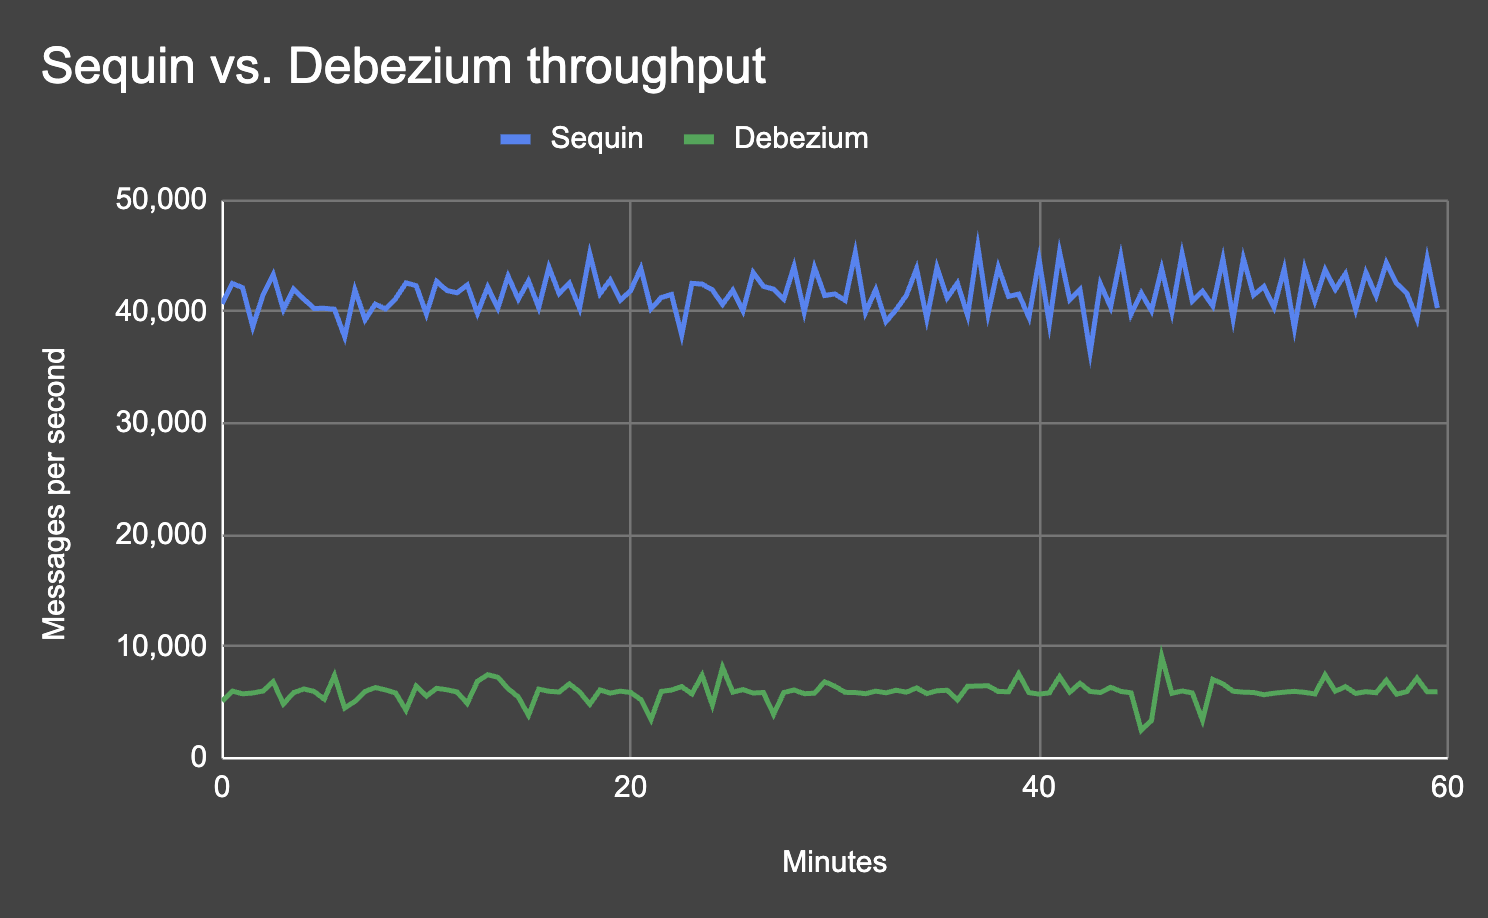 Sequin vs. Debezium throughput
Sequin Debezium
50,000
40,000
30,000
20,000
10,000
0
Messages per second
0 20 40 60
Minutes